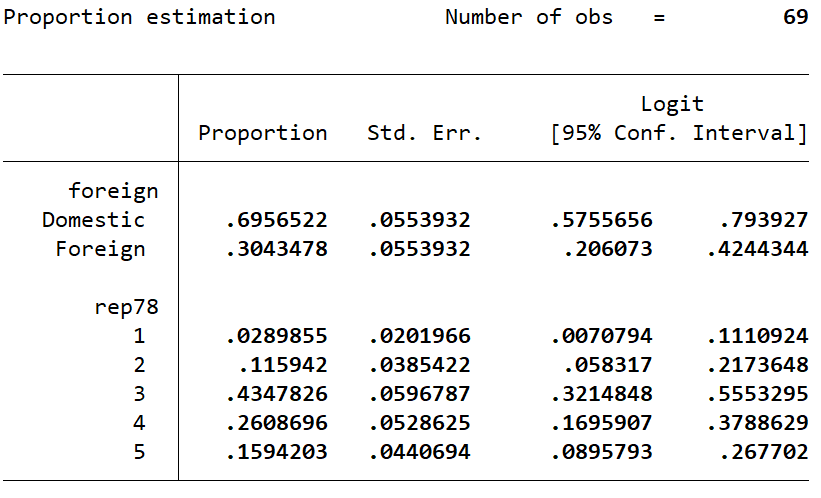 Proportion estimation Number of obs = 69
Logit
Proportion Std. Err. [95% Conf. Interval]
foreign
Domestic .6956522 .0553932 .5755656 .793927
Foreign .3043478 .0553932 .206073 .4244344
rep78
1 .0289855 .0201966 .0070794 .1110924
2 .115942 .0385422 .058317 .2173648
3 .4347826 .0596787 .3214848 .5553295
4 .2608696 .0528625 .1695907 .3788629
5 .1594203 .0440694 .0895793 .267702